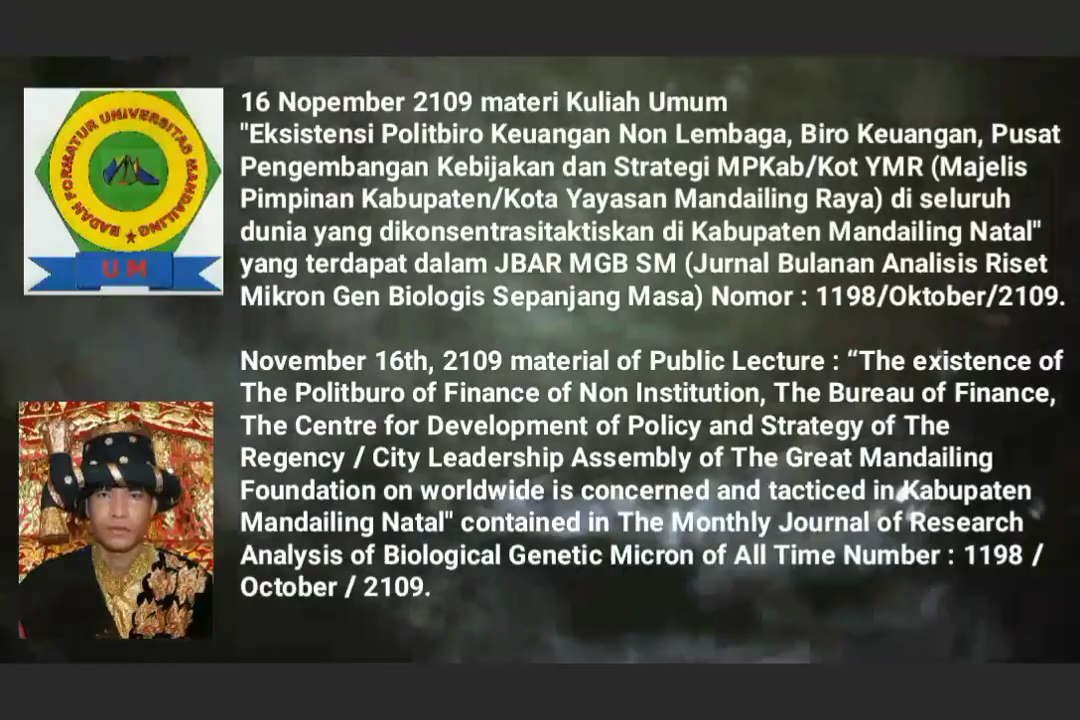 BADAN FORMATUR UNIVERSITAS MANDAILING
U M
16 Nopember 2109 materi Kuliah Umum
"Eksistensi Politbiro Keuangan Non Lembaga, Biro Keuangan, Pusat
Pengembangan Kebijakan dan Strategi MPKab/Kot YMR (Majelis
Pimpinan Kabupaten/Kota Yayasan Mandailing Raya) di seluruh
dunia yang dikonsentrasitaktiskan di Kabupaten Mandailing Natal"
yang terdapat dalam JBAR MGB SM (Jurnal Bulanan Analisis Riset
Mikron Gen Biologis Sepanjang Masa) Nomor : 1198/Oktober/2109.
November 16th, 2109 material of Public Lecture : “The existence of
The Politburo of Finance of Non Institution, The Bureau of Finance,
The Centre for Development of Policy and Strategy of The
Regency / City Leadership Assembly of The Great Mandailing
Foundation on worldwide is concerned and tacticed in Kabupaten
Mandailing Natal" contained in The Monthly Journal of Research
Analysis of Biological Genetic Micron of All Time Number : 1198 /
October / 2109.